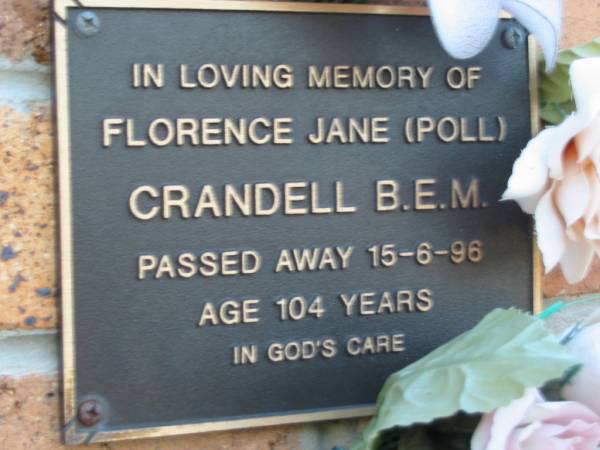 IN LOVING MEMORY OF
FLORENCE JANE (POLL)
CRANDELL B.E.M.
PASSED AWAY 15-6-96
AGE 104 YEARS
IN GOD'S CARE